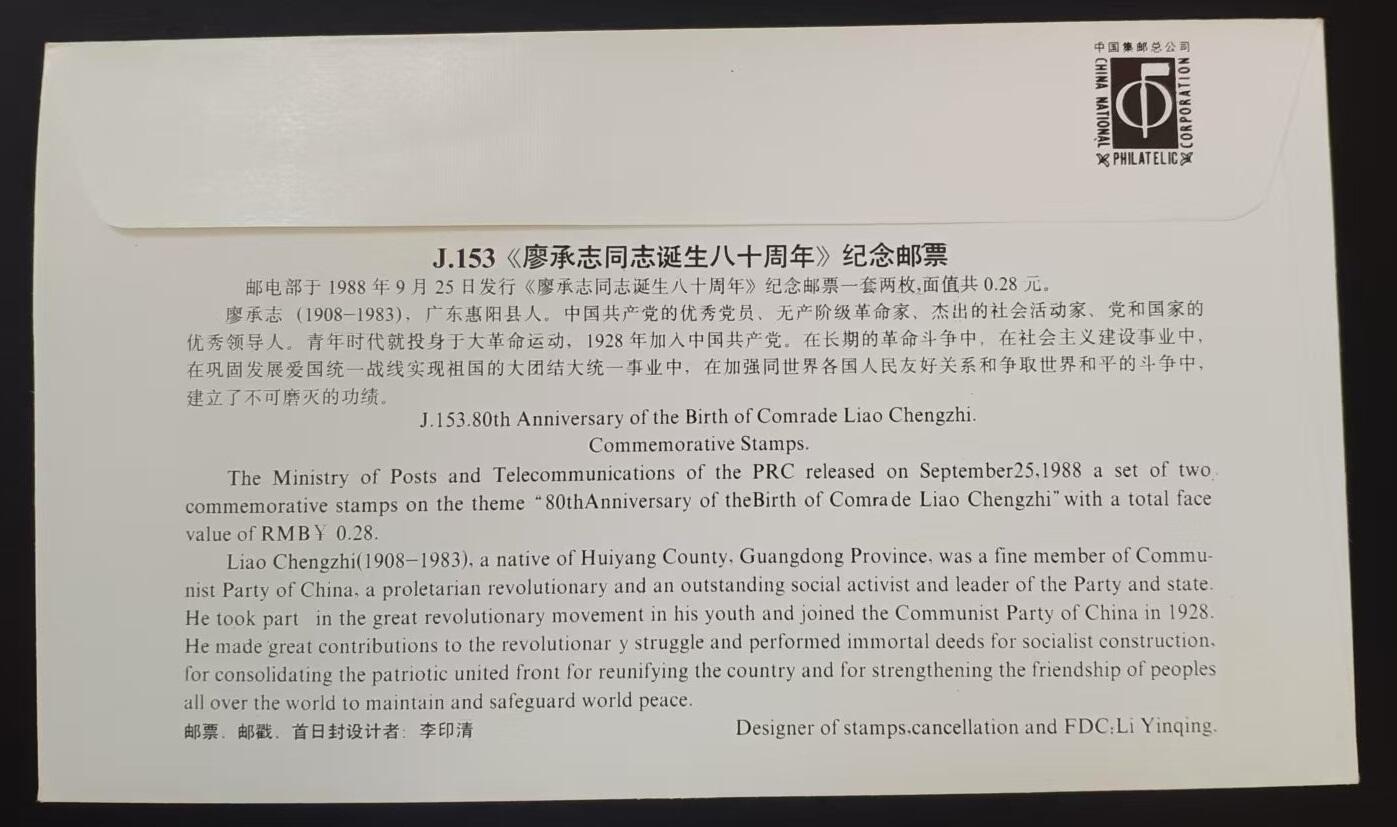 中国集邮总公司
CHINA NATIONAL
PHILATELIC
CORPORATION
J.153《廖承志同志诞生八十周年》纪念邮票
邮电部于 1988 年 9 月 25 日发行《廖承志同志诞生八十周年》纪念邮票一套两枚,面值共 0.28 元。
廖承志（1908-1983），广东惠阳县人。中国共产党的优秀党员、无产阶级革命家、杰出的社会活动家、党和国家的
优秀领导人。青年时代就投身于大革命运动，1928 年加入中国共产党。在长期的革命斗争中，在社会主义建设事业中，
在巩固发展爱国统一战线实现祖国的大团结大统一事业中，在加强同世界各国人民友好关系和争取世界和平的斗争中，
建立了不可磨灭的功绩。
J.153.80th Anniversary of the Birth of Comrade Liao Chengzhi.
Commemorative Stamps.
The Ministry of Posts and Telecommunications of the PRC released on September25,1988 a set of two
commemorative stamps on the theme “80thAnniversary of theBirth of Comrade Liao Chengzhi”with a total face
value of RMB¥ 0.28.
Liao Chengzhi(1908-1983), a native of Huiyang County, Guangdong Province, was a fine member of Commu-
nist Party of China, a proletarian revolutionary and an outstanding social activist and leader of the Party and state.
He took part in the great revolutionary movement in his youth and joined the Communist Party of China in 1928.
He made great contributions to the revolutionar y struggle and performed immortal deeds for socialist construction,
for consolidating the patriotic united front for reunifying the country and for strengthening the friendship of peoples
all over the world to maintain and safeguard world peace.
邮票、邮戳、首日封设计者：李印清
Designer of stamps,cancellation and FDC:Li Yinqing.